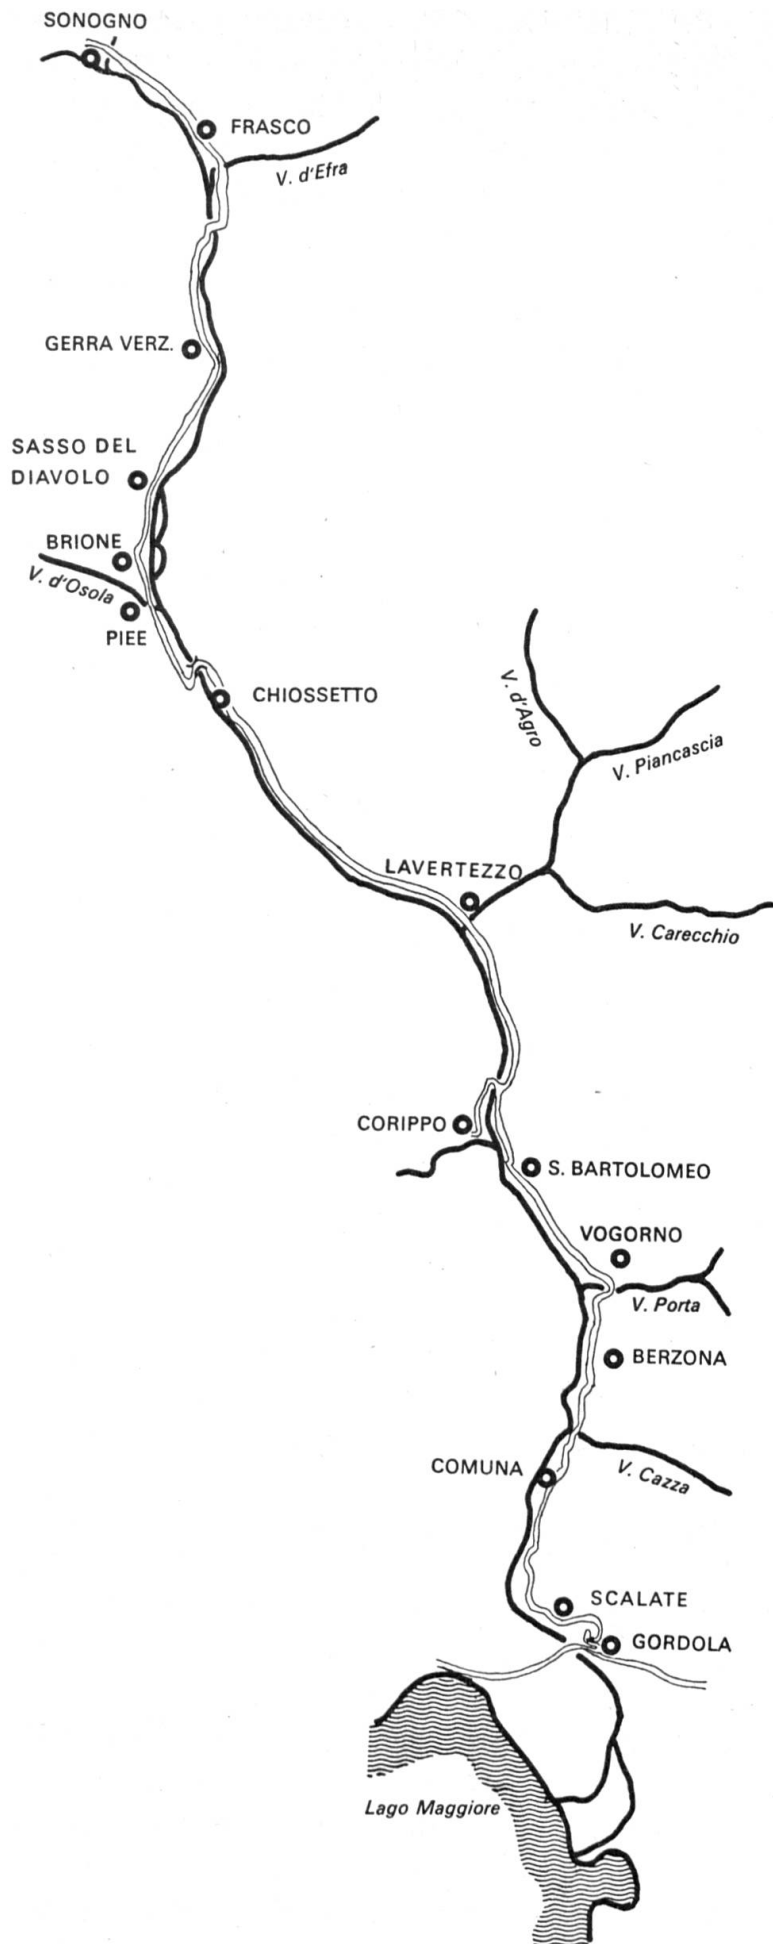 SONOGNO
FRASCO
V. d'Efra
GERRA VERZ.
SASSO DEL
DIAVOLO
BRIONE
V. d'Osola
PIEE
CHIOSSETTO
V. d'Agro
V. Piancascia
LAVERTEZZO
V. Carecchio
CORIPPO
S. BARTOLOMEO
VOGORNO
V. Porta
BERZONA
COMUNA
V. Cazza
SCALATE
GORDOLA
Lago Maggiore